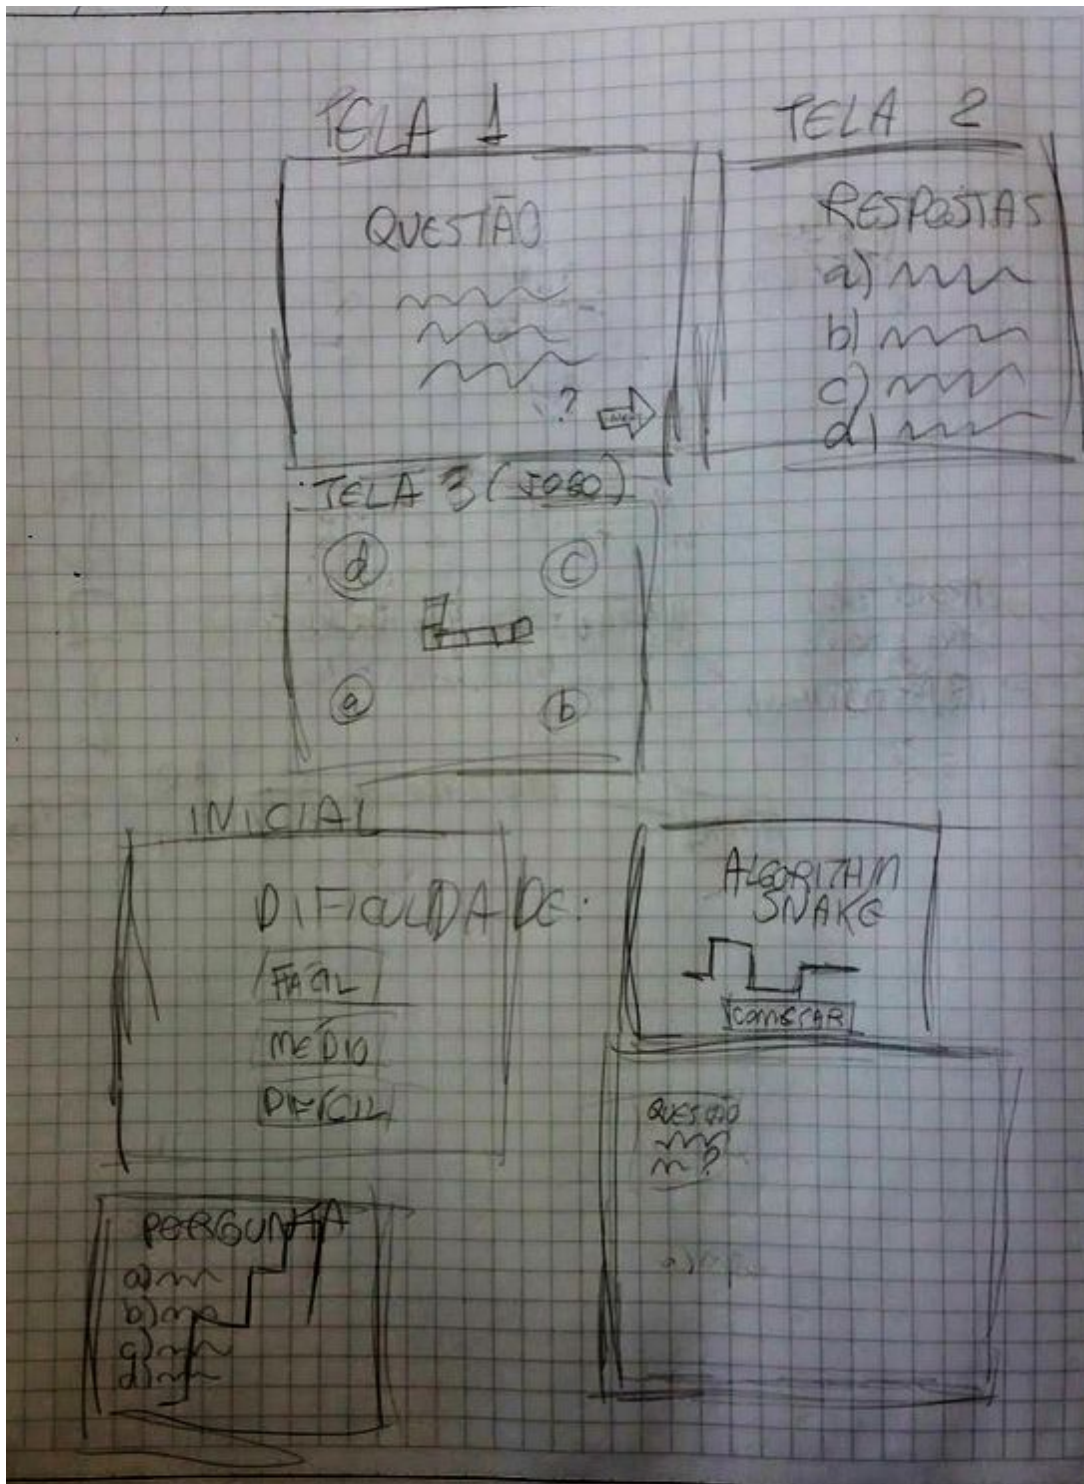 TELA 1
QUESTÃO
?
TELA 2
RESPOSTAS
a)
b)
c)
d)
TELA 3 (JOGO)
d
c
a
b
INICIAL
DIFICULDADE:
FÁCIL
MÉDIO
DIFÍCIL
ALGORITHM
SNAKE
COMEÇAR
PERGUNTA
a)
b)
c)
d)
QUESTÃO
?
a)